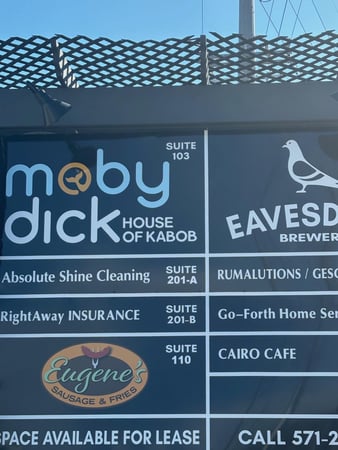 moby
dick HOUSE
OF KABOB
SUITE
103
Absolute Shine Cleaning SUITE
201-A
RightAway INSURANCE SUITE
201-B
Eugene's
SAUSAGE & FRIES
SUITE
110
SPACE AVAILABLE FOR LEASE
EAVESD
BREWER
RUMALUTIONS / GESC
Go-Forth Home Ser
CAIRO CAFE
CALL 571-2